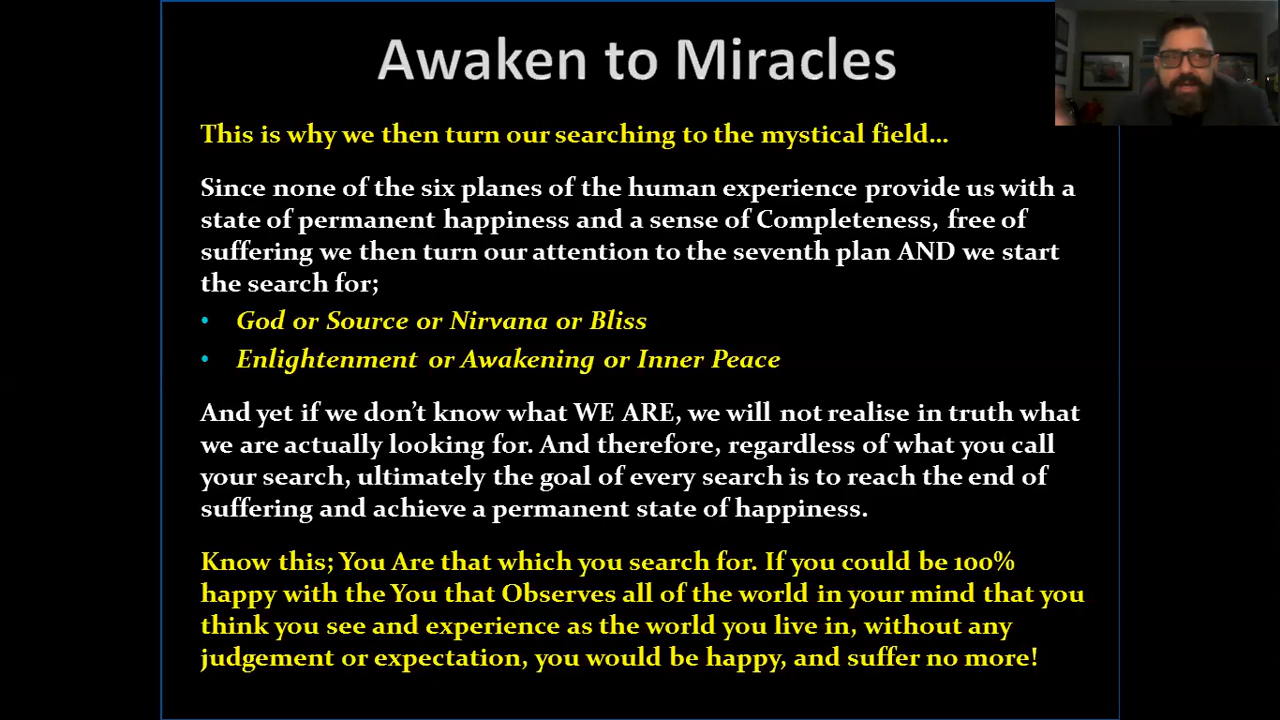 Awaken to Miracles
This is why we then turn our searching to the mystical field...
Since none of the six planes of the human experience provide us with a
state of permanent happiness and a sense of Completeness, free of
suffering we then turn our attention to the seventh plan AND we start
the search for;
• God or Source or Nirvana or Bliss
• Enlightenment or Awakening or Inner Peace
And yet if we don't know what WE ARE, we will not realise in truth what
we are actually looking for. And therefore, regardless of what you call
your search, ultimately the goal of every search is to reach the end of
suffering and achieve a permanent state of happiness.
Know this; You Are that which you search for. If you could be 100%
happy with the You that Observes all of the world in your mind that you
think you see and experience as the world you live in, without any
judgement or expectation, you would be happy, and suffer no more!